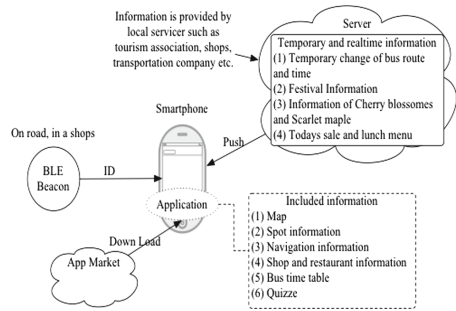 Information is provided by
local servicer such as
tourism association, shops,
transportation company etc.
Server
Temporary and realtime information
(1) Temporary change of bus route
and time
(2) Festival Information
(3) Information of Cherry blossomes
and Scarlet maple
(4) Todays sale and lunch menu
Smartphone
Push
On road, in a shops
BLE
Beacon
ID
Application
Down Load
App Market
Included information
(1) Map
(2) Spot information
(3) Navigation information
(4) Shop and restaurant information
(5) Bus time table
(6) Quizze